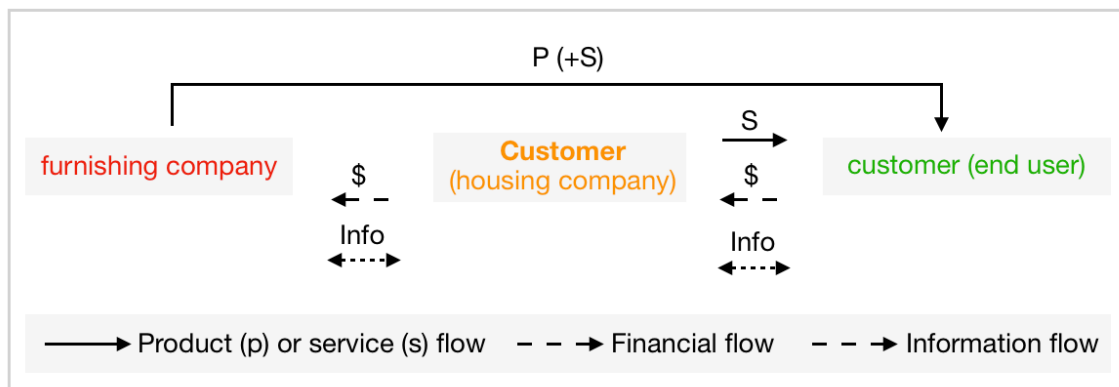 P (+S)
S
furnishing company
Customer
(housing company)
customer (end user)
$
$
Info
Info
Product (p) or service (s) flow
Financial flow
Information flow